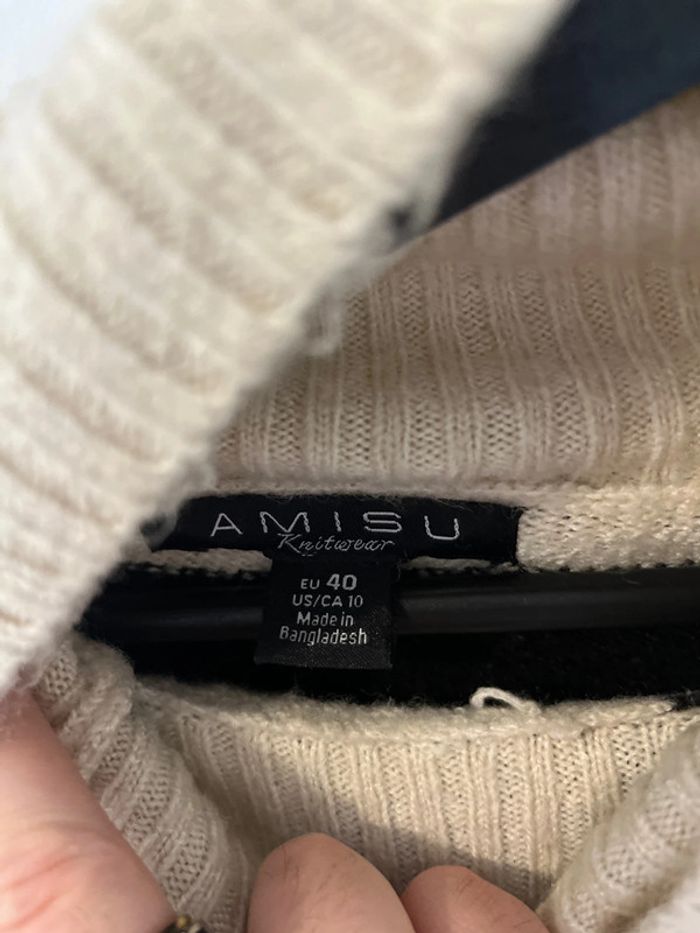 AMISU
Knitwear
EU 40
US/CA 10
Made in
Bangladesh